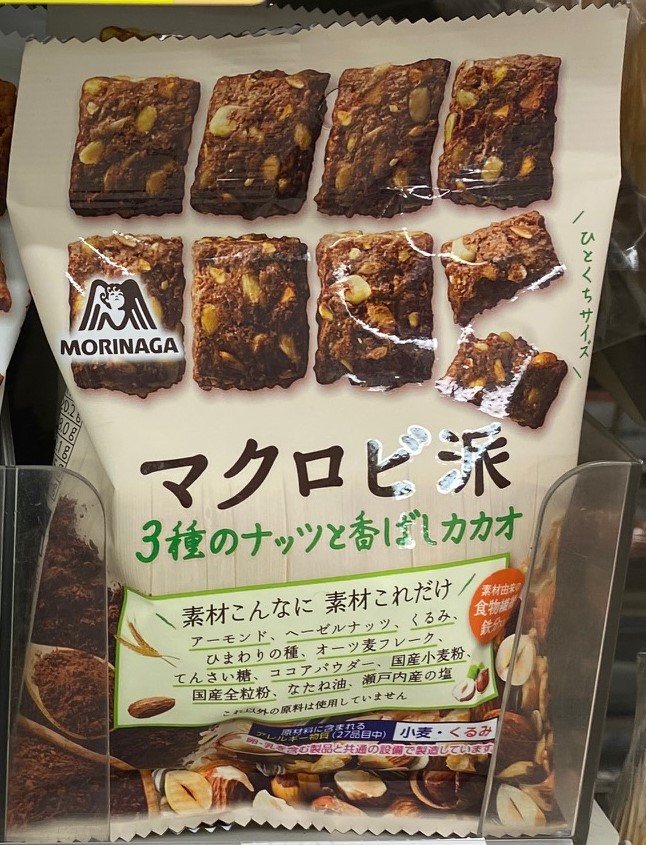 ひとくちサイズ
MORINAGA
マクロビ派
3種のナッツと香ばしカカオ
素材こんなに 素材これだけ
アーモンド、ヘーゼルナッツ、くるみ、
ひまわりの種、オーツ麦フレーク、
てんさい糖、ココアパウダー、国産小麦粉、
国産全粒粉、なたね油、瀬戸内産の塩
これ以外の原料は使用していません
素材由来の
食物繊維
鉄分
原材料に含まれる
アレルギー物質(27品目中)
小麦・くるみ
卵・乳を含む製品と共通の設備で製造しています。